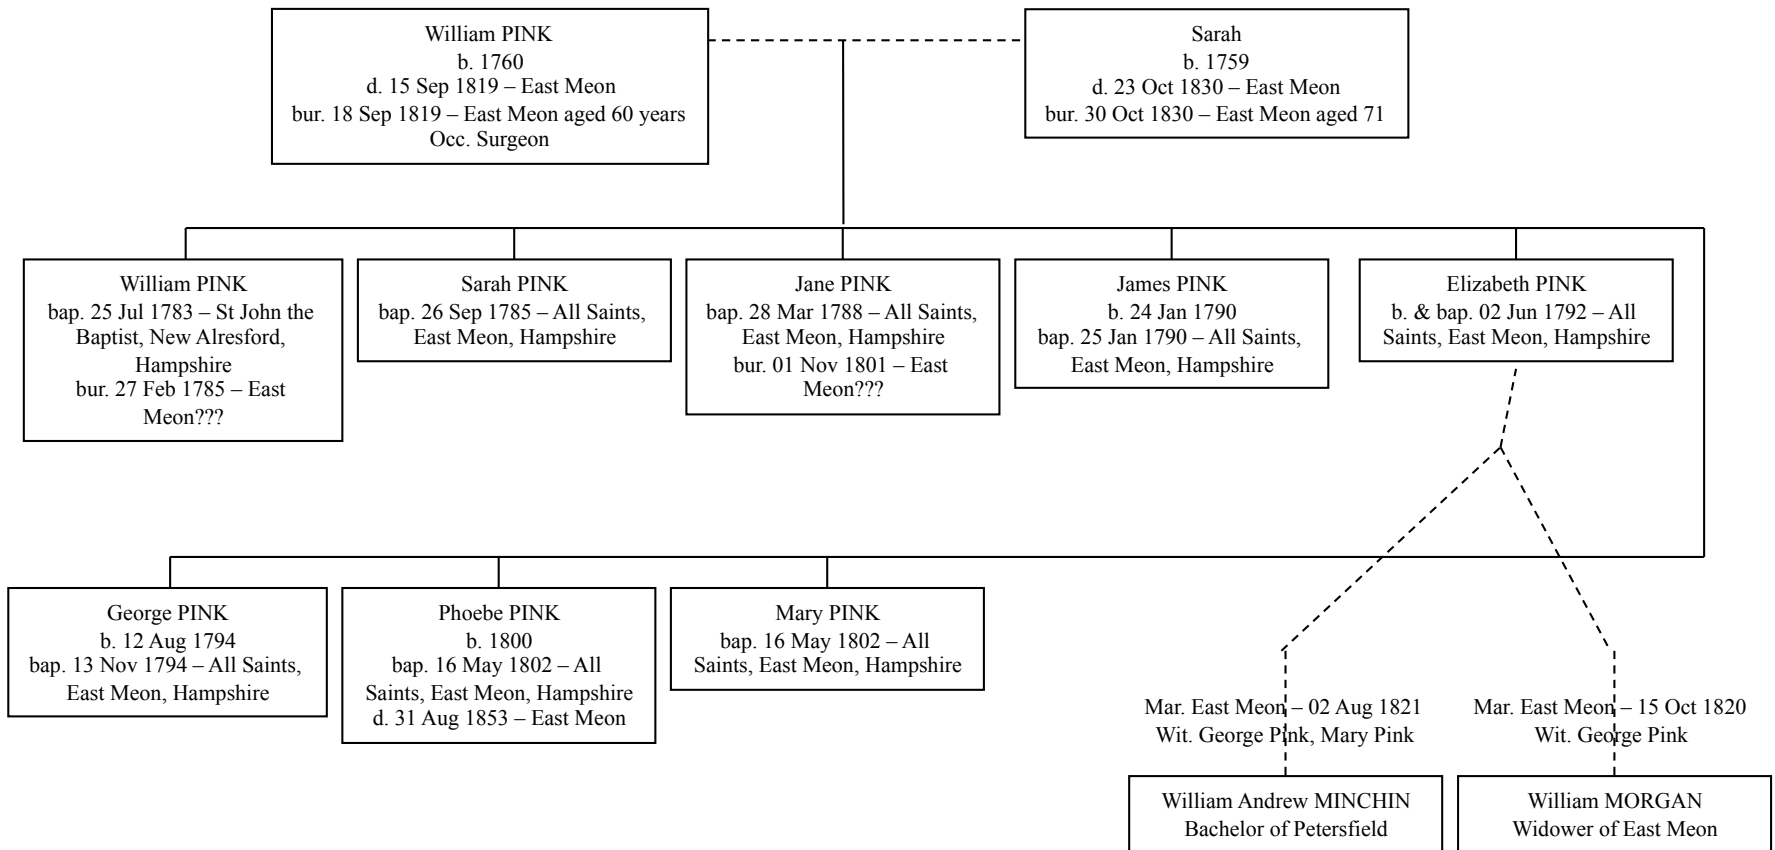 William PINK
b. 1760
d. 15 Sep 1819 – East Meon
bur. 18 Sep 1819 – East Meon aged 60 years
Occ. Surgeon
Sarah
b. 1759
d. 23 Oct 1830 – East Meon
bur. 30 Oct 1830 – East Meon aged 71
William PINK
bap. 25 Jul 1783 – St John the
Baptist, New Alresford,
Hampshire
bur. 27 Feb 1785 – East
Meon???
Sarah PINK
bap. 26 Sep 1785 – All Saints,
East Meon, Hampshire
Jane PINK
bap. 28 Mar 1788 – All Saints,
East Meon, Hampshire
bur. 01 Nov 1801 – East
Meon???
James PINK
b. 24 Jan 1790
bap. 25 Jan 1790 – All Saints,
East Meon, Hampshire
Elizabeth PINK
b. & bap. 02 Jun 1792 – All
Saints, East Meon, Hampshire
George PINK
b. 12 Aug 1794
bap. 13 Nov 1794 – All Saints,
East Meon, Hampshire
Phoebe PINK
b. 1800
bap. 16 May 1802 – All
Saints, East Meon, Hampshire
d. 31 Aug 1853 – East Meon
Mary PINK
bap. 16 May 1802 – All
Saints, East Meon, Hampshire
Mar. East Meon – 02 Aug 1821
Wit. George Pink, Mary Pink
William Andrew MINCHIN
Bachelor of Petersfield
Mar. East Meon – 15 Oct 1820
Wit. George Pink
William MORGAN
Widower of East Meon